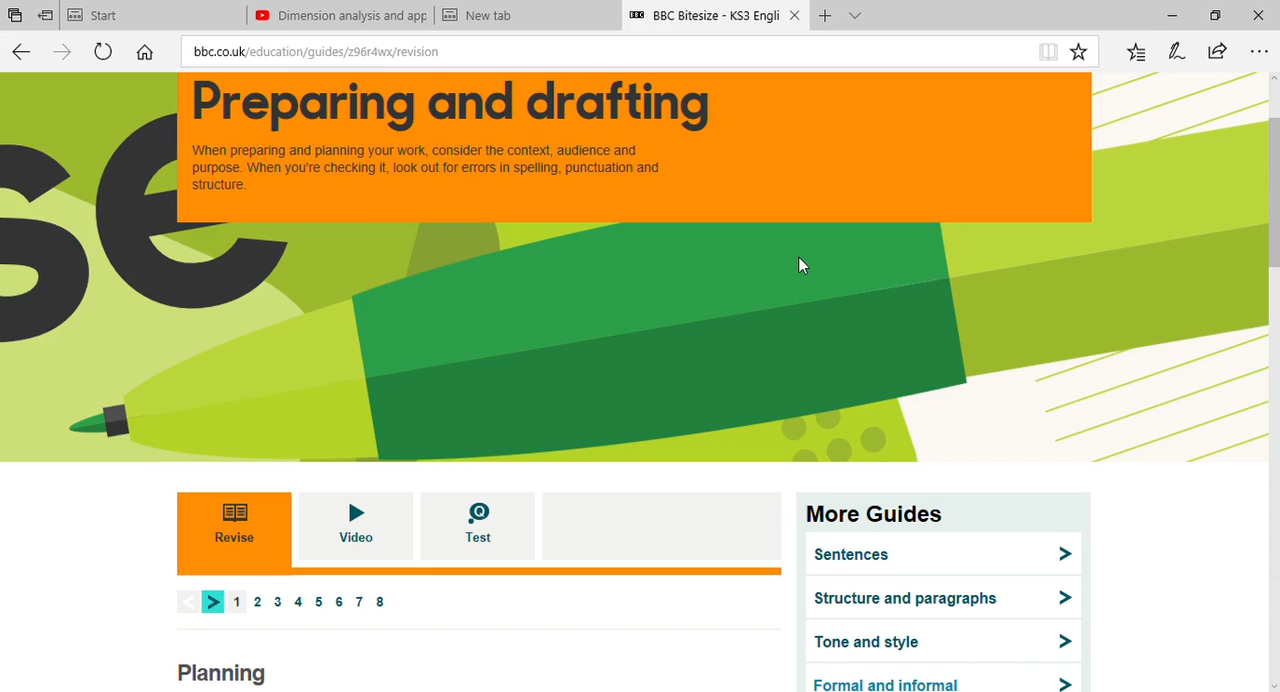 Start
Dimension analysis and app
New tab
BBC BBC Bitesize - KS3 Engli
bbc.co.uk/education/guides/z96r4wx/revision
se
Preparing and drafting
When preparing and planning your work, consider the context, audience and
purpose. When you're checking it, look out for errors in spelling, punctuation and
structure.
Revise
Video
Test
< > 1 2 3 4 5 6 7 8
Planning
More Guides
Sentences >
Structure and paragraphs >
Tone and style >
Formal and informal >